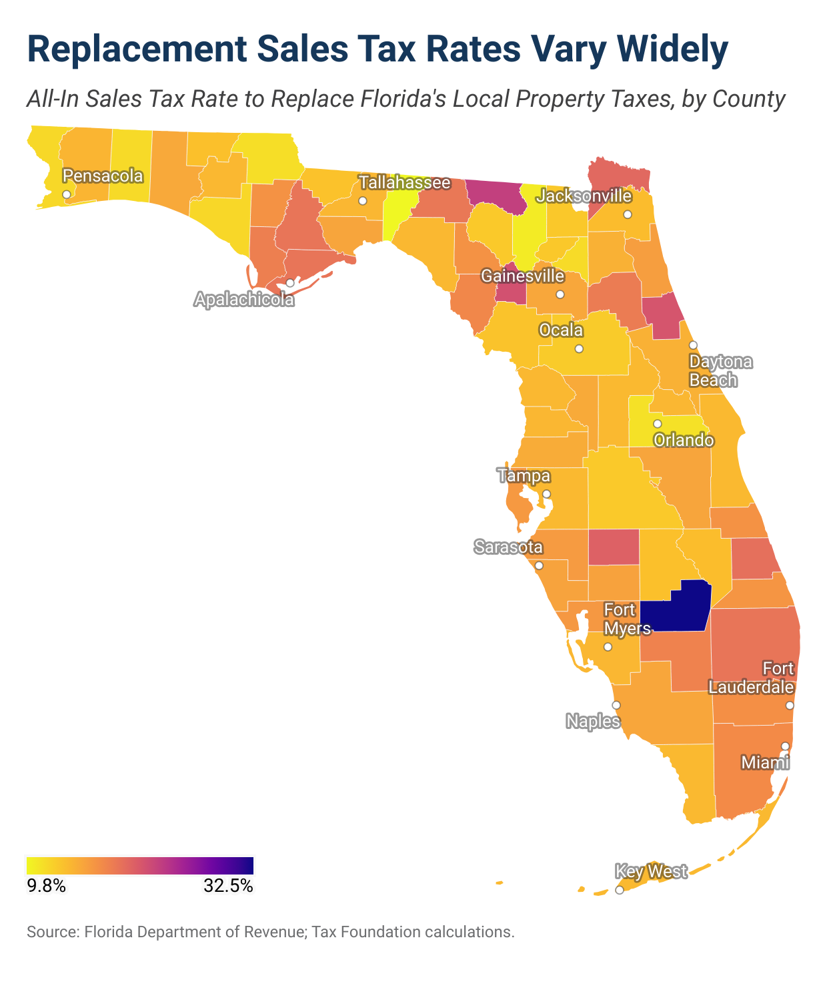 Replacement Sales Tax Rates Vary Widely
All-In Sales Tax Rate to Replace Florida's Local Property Taxes, by County
Pensacola
Tallahassee
Jacksonville
Gainesville
Apalachicola
Ocala
Daytona
Beach
Orlando
Tampa
Sarasota
Fort
Myers
Fort
Lauderdale
Naples
Miami
Key West
9.8%
32.5%
Source: Florida Department of Revenue; Tax Foundation calculations.